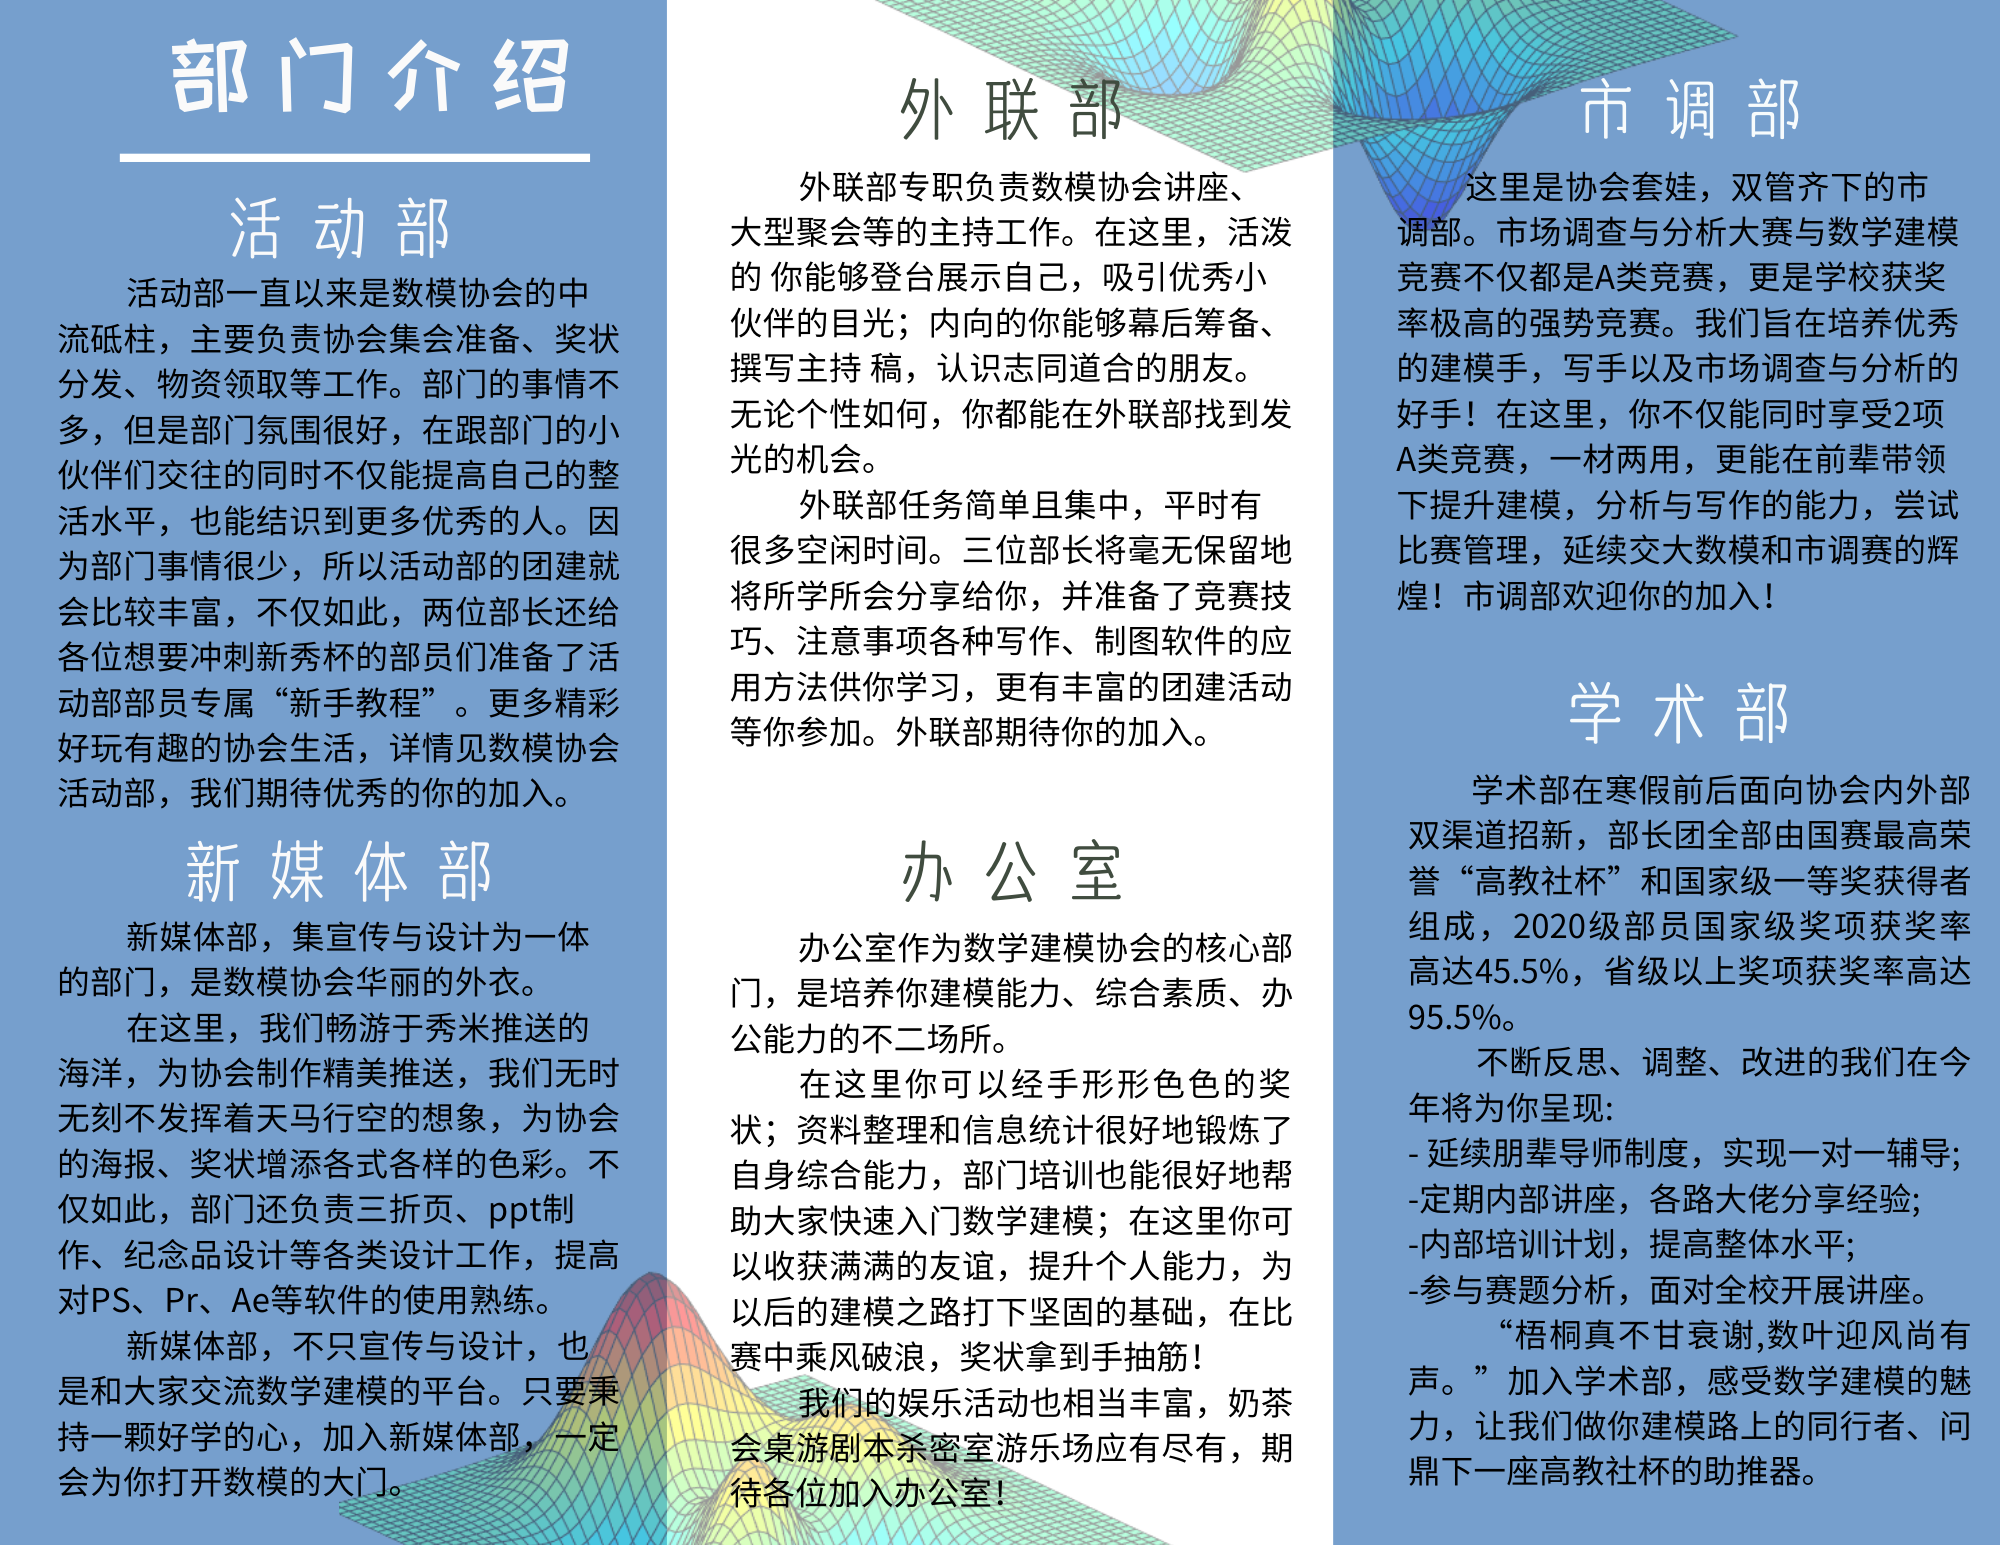 部门介绍
活动部
活动部一直以来是数模协会的中
流砥柱，主要负责协会集会准备、奖状
分发、物资领取等工作。部门的事情不
多，但是部门氛围很好，在跟部门的小
伙伴们交往的同时不仅能提高自己的整
活水平，也能结识到更多优秀的人。因
为部门事情很少，所以活动部的团建就
会比较丰富，不仅如此，两位部长还给
各位想要冲刺新秀杯的部员们准备了活
动部部员专属“新手教程”。更多精彩
好玩有趣的协会生活，详情见数模协会
活动部，我们期待优秀的你的加入。
新媒体部
新媒体部，集宣传与设计为一体
的部门，是数模协会华丽的外衣。
在这里，我们畅游于秀米推送的
海洋，为协会制作精美推送，我们无时
无刻不发挥着天马行空的想象，为协会
的海报、奖状增添各式各样的色彩。不
仅如此，部门还负责三折页、ppt制
作、纪念品设计等各类设计工作，提高
对PS、Pr、Ae等软件的使用熟练。
新媒体部，不只宣传与设计，也
是和大家交流数学建模的平台。只要秉
持一颗好学的心，加入新媒体部，一定
会为你打开数模的大门。
外联部
外联部专职负责数模协会讲座、
大型聚会等的主持工作。在这里，活泼
的 你能够登台展示自己，吸引优秀小
伙伴的目光；内向的你能够幕后筹备、
撰写主持 稿，认识志同道合的朋友。
无论个性如何，你都能在外联部找到发
光的机会。
外联部任务简单且集中，平时有
很多空闲时间。三位部长将毫无保留地
将所学所会分享给你，并准备了竞赛技
巧、注意事项各种写作、制图软件的应
用方法供你学习，更有丰富的团建活动
等你参加。外联部期待你的加入。
办公室
办公室作为数学建模协会的核心部
门，是培养你建模能力、综合素质、办
公能力的不二场所。
在这里你可以经手形形色色的奖
状；资料整理和信息统计很好地锻炼了
自身综合能力，部门培训也能很好地帮
助大家快速入门数学建模；在这里你可
以收获满满的友谊，提升个人能力，为
以后的建模之路打下坚固的基础，在比
赛中乘风破浪，奖状拿到手抽筋！
我们的娱乐活动也相当丰富，奶茶
会桌游剧本杀密室游乐场应有尽有，期
待各位加入办公室！
市调部
这里是协会套娃，双管齐下的市
调部。市场调查与分析大赛与数学建模
竞赛不仅都是A类竞赛，更是学校获奖
率极高的强势竞赛。我们旨在培养优秀
的建模手，写手以及市场调查与分析的
好手！在这里，你不仅能同时享受2项
A类竞赛，一材两用，更能在前辈带领
下提升建模，分析与写作的能力，尝试
比赛管理，延续交大数模和市调赛的辉
煌！市调部欢迎你的加入！
学术部
学术部在寒假前后面向协会内外部
双渠道招新，部长团全部由国赛最高荣
誉“高教社杯”和国家级一等奖获得者
组成，2020级部员国家级奖项获奖率
高达45.5%，省级以上奖项获奖率高达
95.5%。
不断反思、调整、改进的我们在今
年将为你呈现:
- 延续朋辈导师制度，实现一对一辅导;
-定期内部讲座，各路大佬分享经验;
-内部培训计划，提高整体水平;
-参与赛题分析，面对全校开展讲座。
“梧桐真不甘衰谢,数叶迎风尚有
声。”加入学术部，感受数学建模的魅
力，让我们做你建模路上的同行者、问
鼎下一座高教社杯的助推器。